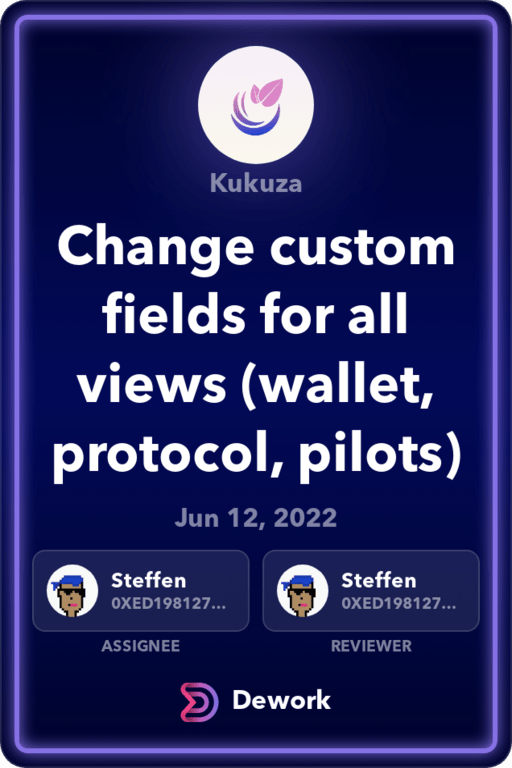 Kukuza
Change custom
fields for all
views (wallet,
protocol, pilots)
Jun 12, 2022
Steffen
0XED198127...
ASSIGNEE
Steffen
0XED198127...
REVIEWER
Dework